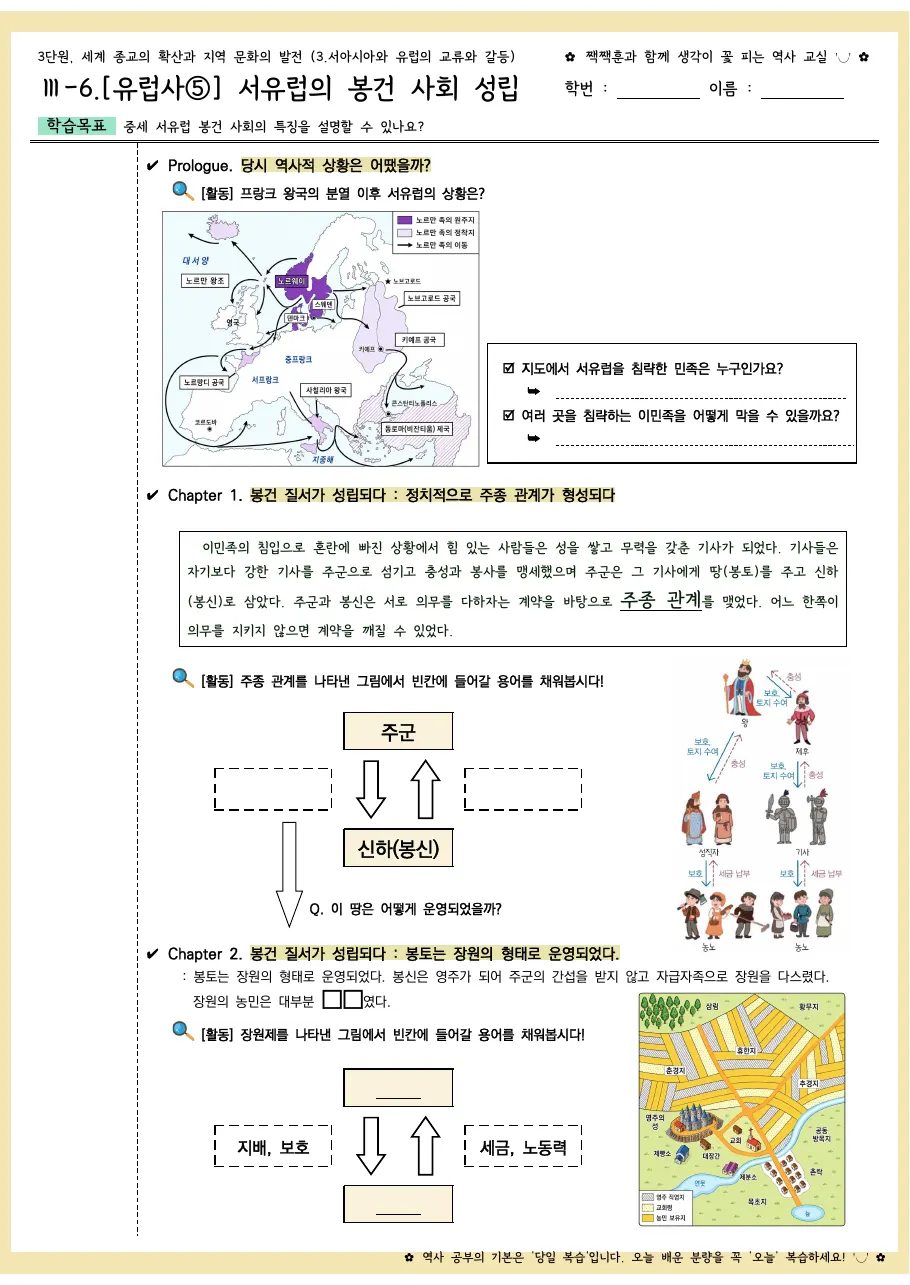 3단원. 세계 종교의 확산과 지역 문화의 발전 (3.서아시아와 유럽의 교류와 갈등)
✿ 짹짹훈과 함께 생각이 꽃 피는 역사 교실 '◡' ✿
Ⅲ-6.[유럽사⑤] 서유럽의 봉건 사회 성립
학번 : 이름 :
학습목표 중세 서유럽 봉건 사회의 특징을 설명할 수 있나요?
✔ Prologue. 당시 역사적 상황은 어땠을까?
[활동] 프랑크 왕국의 분열 이후 서유럽의 상황은?
노르만 족의 원주지
노르만 족의 정착지
노르만 족의 이동
대서양
노르만 왕조
노르웨이
★ 노브고로드
스웨덴
노브고로드 공국
덴마크
영국
키예프 공국
키예프
중프랑크
노르망디 공국
서프랑크
시칠리아 왕국
콘스탄티노폴리스
코르도바
동로마(비잔티움) 제국
지중해
☑ 지도에서 서유럽을 침략한 민족은 누구인가요?
➥
☑ 여러 곳을 침략하는 이민족을 어떻게 막을 수 있을까요?
➥
✔ Chapter 1. 봉건 질서가 성립되다 : 정치적으로 주종 관계가 형성되다
이민족의 침입으로 혼란에 빠진 상황에서 힘 있는 사람들은 성을 쌓고 무력을 갖춘 기사가 되었다. 기사들은
자기보다 강한 기사를 주군으로 섬기고 충성과 봉사를 맹세했으며 주군은 그 기사에게 땅(봉토)를 주고 신하
(봉신)로 삼았다. 주군과 봉신은 서로 의무를 다하자는 계약을 바탕으로 주종 관계를 맺었다. 어느 한쪽이
의무를 지키지 않으면 계약을 깨질 수 있었다.
[활동] 주종 관계를 나타낸 그림에서 빈칸에 들어갈 용어를 채워봅시다!
주군
신하(봉신)
Q. 이 땅은 어떻게 운영되었을까?
충성
보호,
토지 수여
왕
제후
보호,
토지 수여
충성
보호,
토지 수여
충성
성직자
기사
보호
세금 납부
보호
세금 납부
농노
농노
✔ Chapter 2. 봉건 질서가 성립되다 : 봉토는 장원의 형태로 운영되었다.
: 봉토는 장원의 형태로 운영되었다. 봉신은 영주가 되어 주군의 간섭을 받지 않고 자급자족으로 장원을 다스렸다.
장원의 농민은 대부분 □□였다.
[활동] 장원제를 나타낸 그림에서 빈칸에 들어갈 용어를 채워봅시다!
지배, 보호
세금, 노동력
삼림
황무지
휴한지
춘경지
추경지
영주의
성
공동
방목지
교회
제빵소
대장간
제분소
촌락
연못
목초지
늪
영주 직영지
교회령
농민 보유지
✿ 역사 공부의 기본은 '당일 복습'입니다. 오늘 배운 분량을 꼭 '오늘' 복습하세요! '◡' ✿